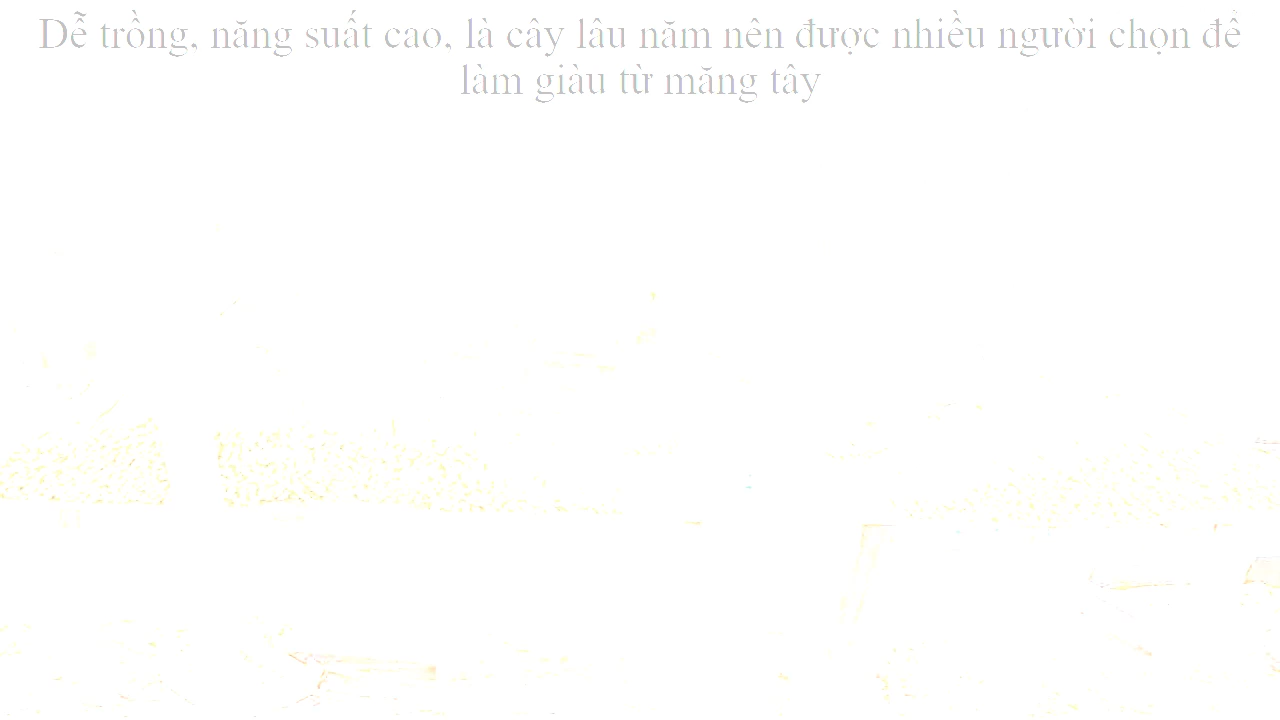 Dễ trồng, năng suất cao, là cây lâu năm nên được nhiều người chọn để
làm giàu từ măng tây